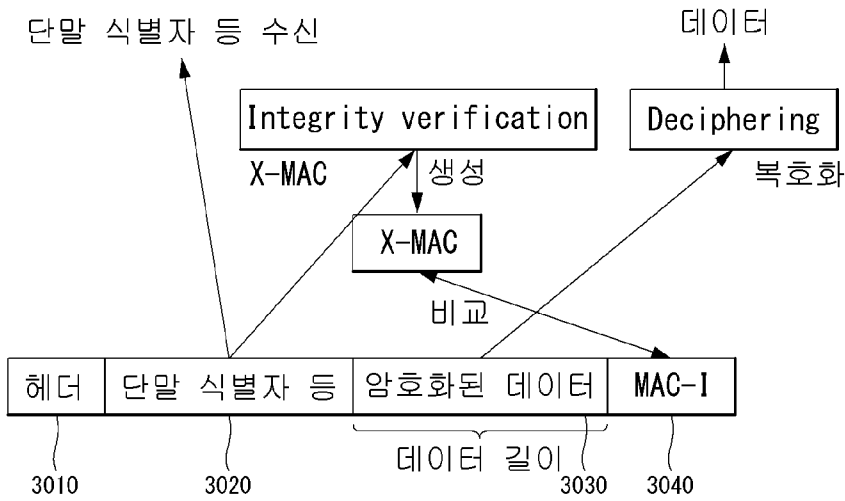 단말 식별자 등 수신
데이터
Integrity verification
Deciphering
X-MAC
생성
복호화
X-MAC
비교
헤더
단말 식별자 등
암호화된 데이터
MAC-I
데이터 길이
3010
3020
3030
3040